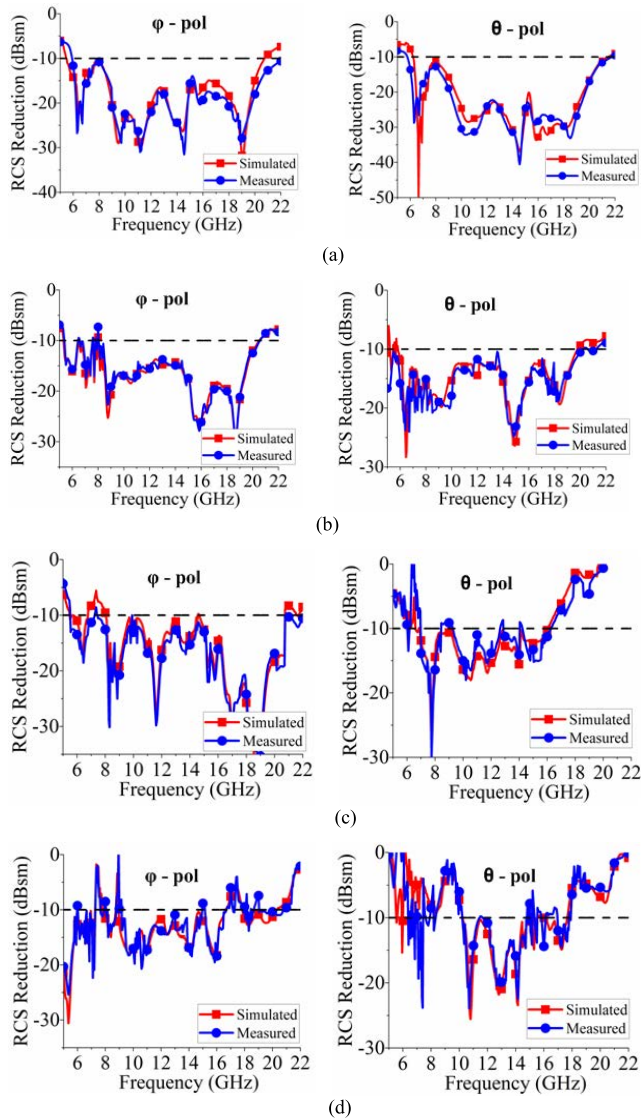 φ - pol
RCS Reduction (dBsm)
0
-10
-20
-30
-40
Simulated
Measured
6 8 10 12 14 16 18 20 22
Frequency (GHz)
θ - pol
RCS Reduction (dBsm)
0
-10
-20
-30
-40
-50
Simulated
Measured
6 8 10 12 14 16 18 20 22
Frequency (GHz)
(a)
φ - pol
RCS Reduction (dBsm)
0
-10
-20
-30
Simulated
Measured
6 8 10 12 14 16 18 20 22
Frequency (GHz)
θ - pol
RCS Reduction (dBsm)
0
-10
-20
-30
Simulated
Measured
6 8 10 12 14 16 18 20 22
Frequency (GHz)
(b)
φ - pol
RCS Reduction (dBsm)
0
-10
-20
-30
Simulated
Measured
6 8 10 12 14 16 18 20 22
Frequency (GHz)
θ - pol
RCS Reduction (dBsm)
0
-10
-20
-30
Simulated
Measured
6 8 10 12 14 16 18 20 22
Frequency (GHz)
(c)
φ - pol
RCS Reduction (dBsm)
0
-10
-20
-30
Simulated
Measured
6 8 10 12 14 16 18 20 22
Frequency (GHz)
θ - pol
RCS Reduction (dBsm)
0
-10
-20
-30
Simulated
Measured
6 8 10 12 14 16 18 20 22
Frequency (GHz)
(d)